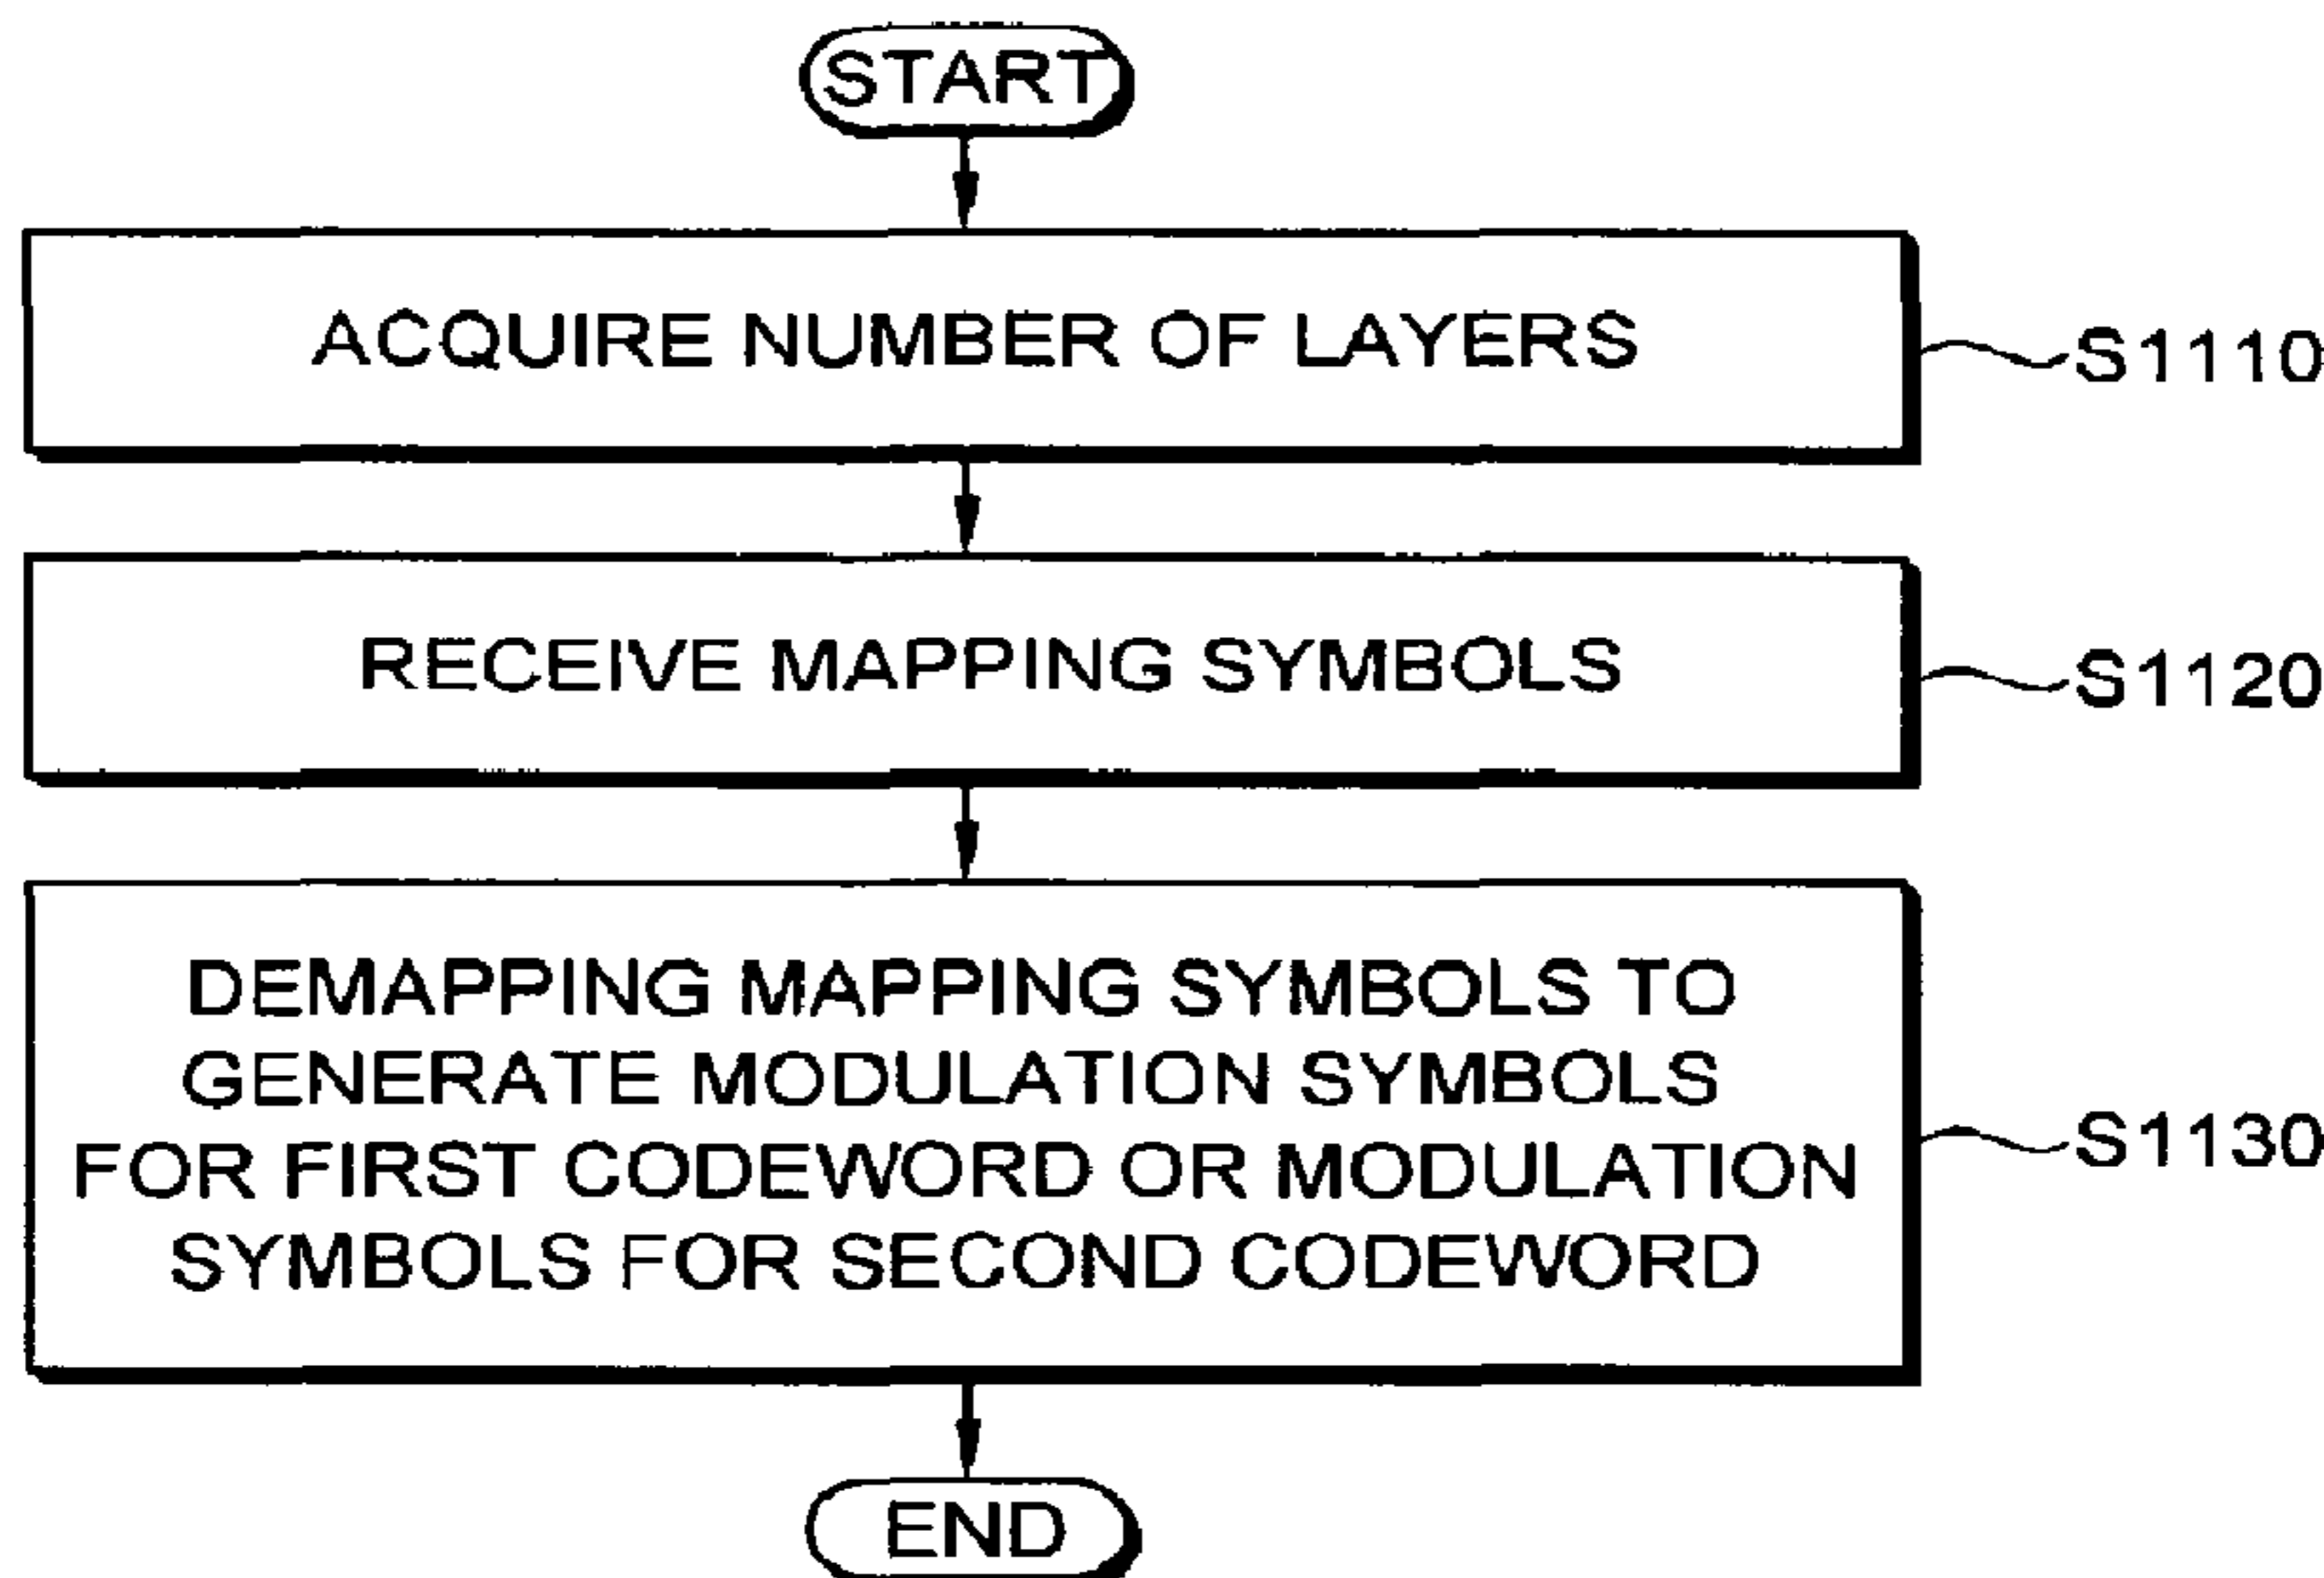 START
ACQUIRE NUMBER OF LAYERS
S1110
RECEIVE MAPPING SYMBOLS
S1120
DEMAPPING MAPPING SYMBOLS TO
GENERATE MODULATION SYMBOLS
FOR FIRST CODEWORD OR MODULATION
SYMBOLS FOR SECOND CODEWORD
S1130
END